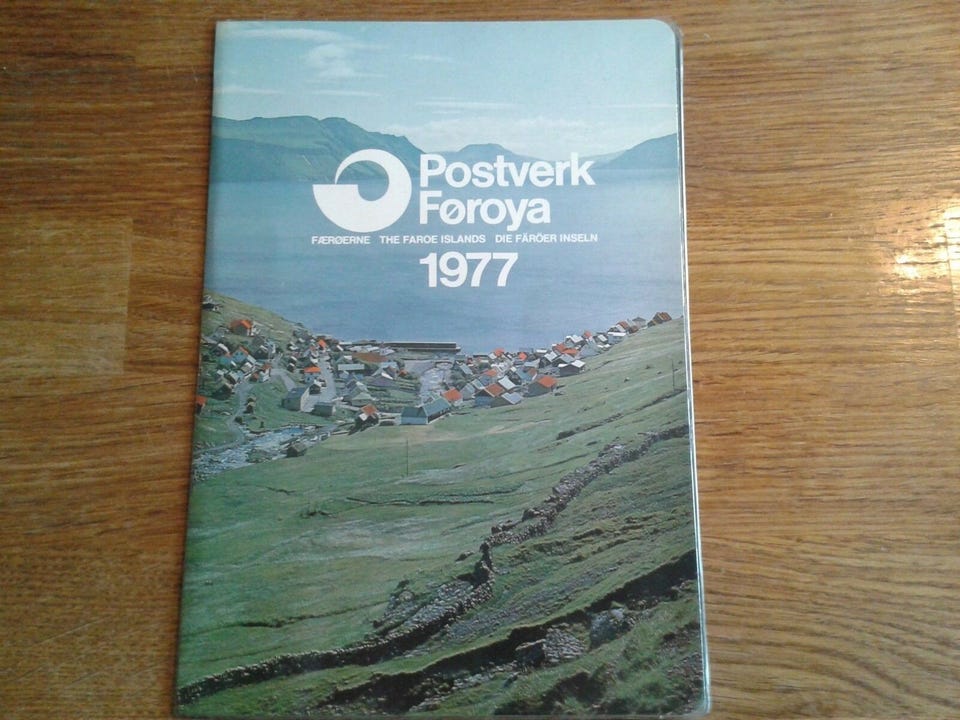 Postverk
Føroya
FÆRØERNE THE FAROE ISLANDS DIE FÄRÖER INSELN
1977